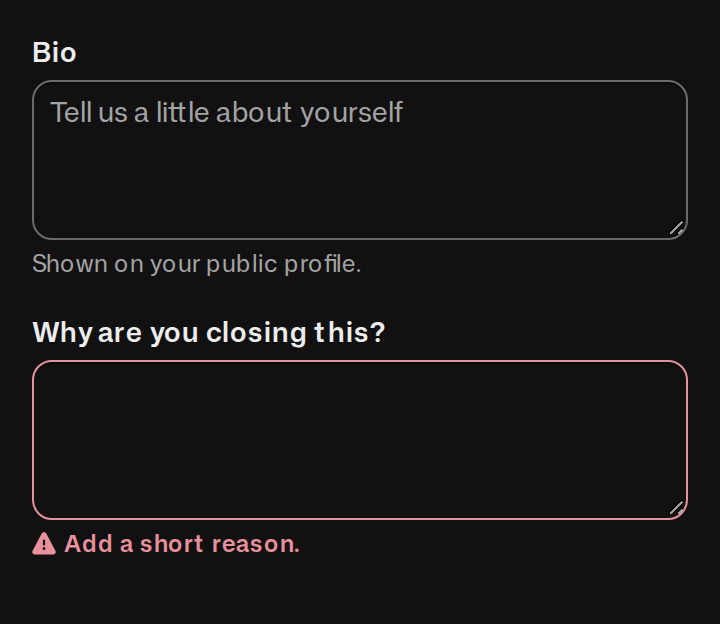 Bio
Tell us a little about yourself
Shown on your public profile.
Why are you closing this?
Add a short reason.